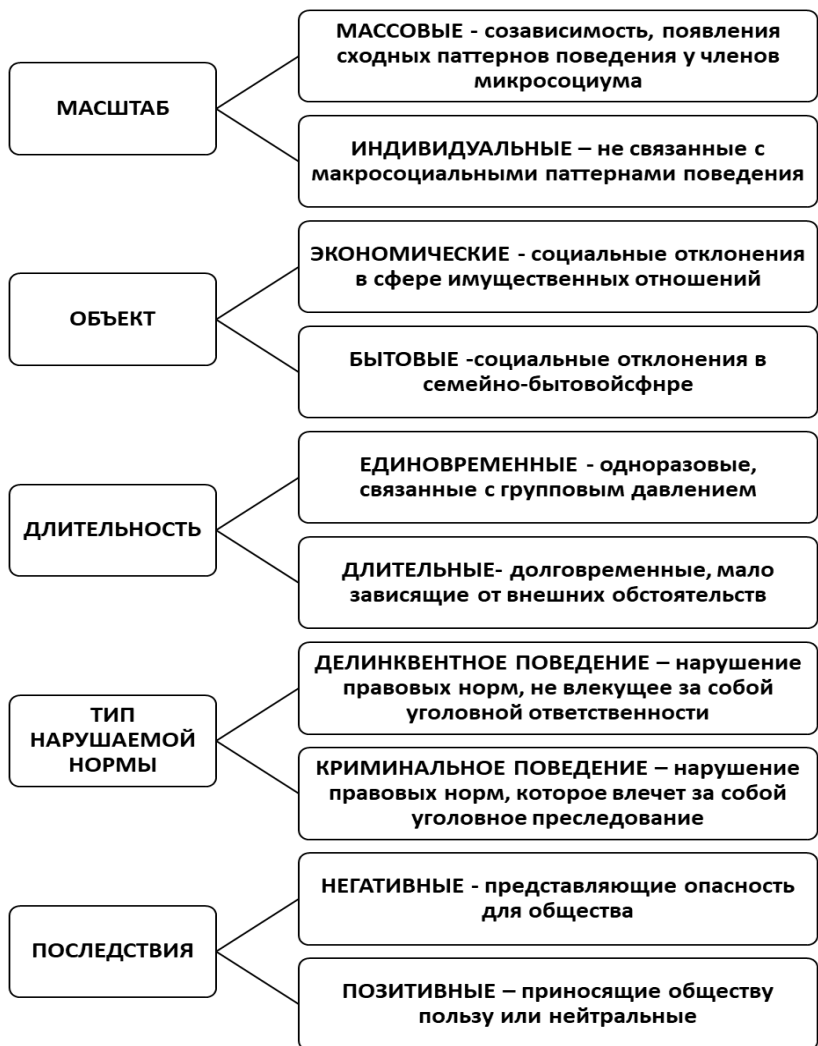 МАСШТАБ
МАССОВЫЕ - созависимость, появления
сходных паттернов поведения у членов
микросоциума
ИНДИВИДУАЛЬНЫЕ – не связанные с
макросоциальными паттернами поведения
ОБЪЕКТ
ЭКОНОМИЧЕСКИЕ - социальные отклонения
в сфере имущественных отношений
БЫТОВЫЕ -социальные отклонения в
семейно-бытовойсфнре
ДЛИТЕЛЬНОСТЬ
ЕДИНОВРЕМЕННЫЕ - одноразовые,
связанные с групповым давлением
ДЛИТЕЛЬНЫЕ- долговременные, мало
зависящие от внешних обстоятельств
ТИП
НАРУШАЕМОЙ
НОРМЫ
ДЕЛИНКВЕНТНОЕ ПОВЕДЕНИЕ – нарушение
правовых норм, не влекущее за собой
уголовной ответственности
КРИМИНАЛЬНОЕ ПОВЕДЕНИЕ – нарушение
правовых норм, которое влечет за собой
уголовное преследование
ПОСЛЕДСТВИЯ
НЕГАТИВНЫЕ - представляющие опасность
для общества
ПОЗИТИВНЫЕ – приносящие обществу
пользу или нейтральные